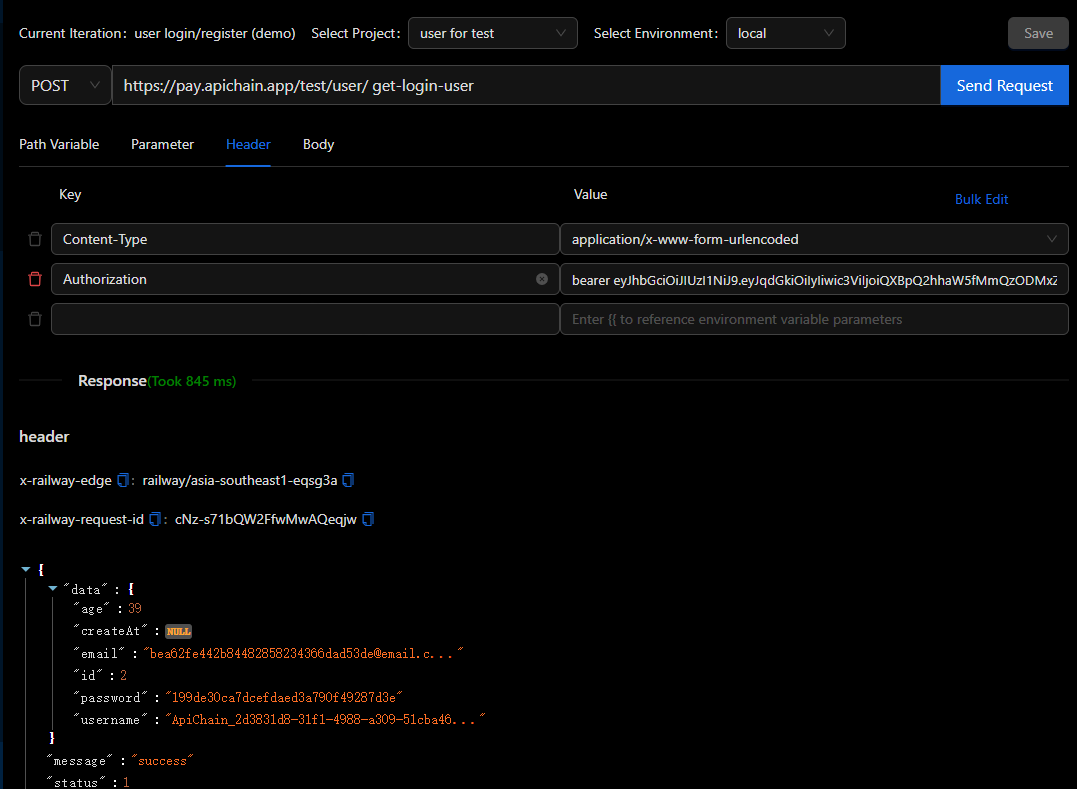 Current Iteration: user login/register (demo) Select Project: user for test Select Environment: local Save
POST https://pay.apichain.app/test/user/ get-login-user Send Request
Path Variable Parameter Header Body
Key Value Bulk Edit
Content-Type application/x-www-form-urlencoded
Authorization bearer eyJhbGciOiJIUzI1NiJ9.eyJqdGkiOiIyIiwic3ViIjoiQXBpQ2hhaW5fMmQzODMxZ
Enter {{ to reference environment variable parameters
Response(Took 845 ms)
header
x-railway-edge : railway/asia-southeast1-eqsg3a
x-railway-request-id : cNz-s71bQW2FfwMwAQeqjw
{
"data" : {
"age" : 39
"createAt" : NULL
"email" : "bea62fe442b84482858234366dad53de@email.c..."
"id" : 2
"password" : "199de30ca7dcefdaed3a790f49287d3e"
"username" : "ApiChain_2d3831d8-31f1-4988-a309-51cba46..."
}
"message" : "success"
"status" : 1